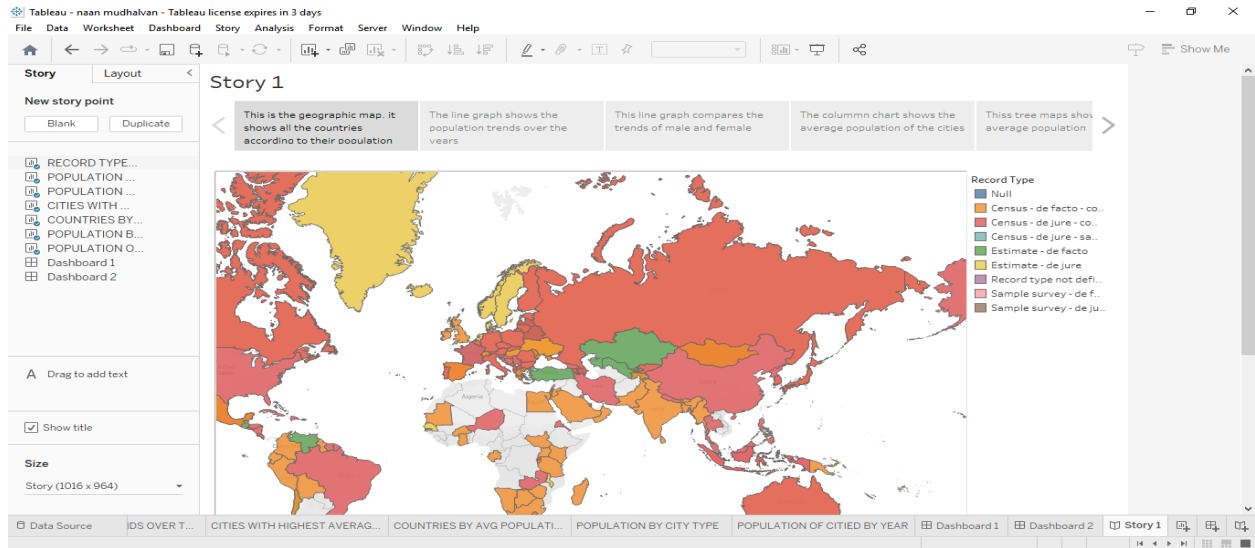 Tableau - naan mudhalvan - Tableau license expires in 3 days
File Data Worksheet Dashboard Story Analysis Format Server Window Help
Show Me
Story Layout
New story point
Blank Duplicate
RECORD TYPE...
POPULATION ...
POPULATION ...
CITIES WITH ...
COUNTRIES BY...
POPULATION B...
POPULATION O...
Dashboard 1
Dashboard 2
A Drag to add text
Show title
Size
Story (1016 x 964)
Story 1
This is the geographic map. it
shows all the countries
according to their population
The line graph shows the
population trends over the
years
This line graph compares the
trends of male and female
The colummn chart shows the
average population of the cities
Thiss tree maps show
average population
Algeria
Record Type
Null
Census - de facto - co..
Census - de jure - co..
Census - de jure - sa..
Estimate - de facto
Estimate - de jure
Record type not defi..
Sample survey - de f..
Sample survey - de ju..
Data Source
IDS OVER T...
CITIES WITH HIGHEST AVERAG...
COUNTRIES BY AVG POPULATI...
POPULATION BY CITY TYPE
POPULATION OF CITIED BY YEAR
Dashboard 1
Dashboard 2
Story 1